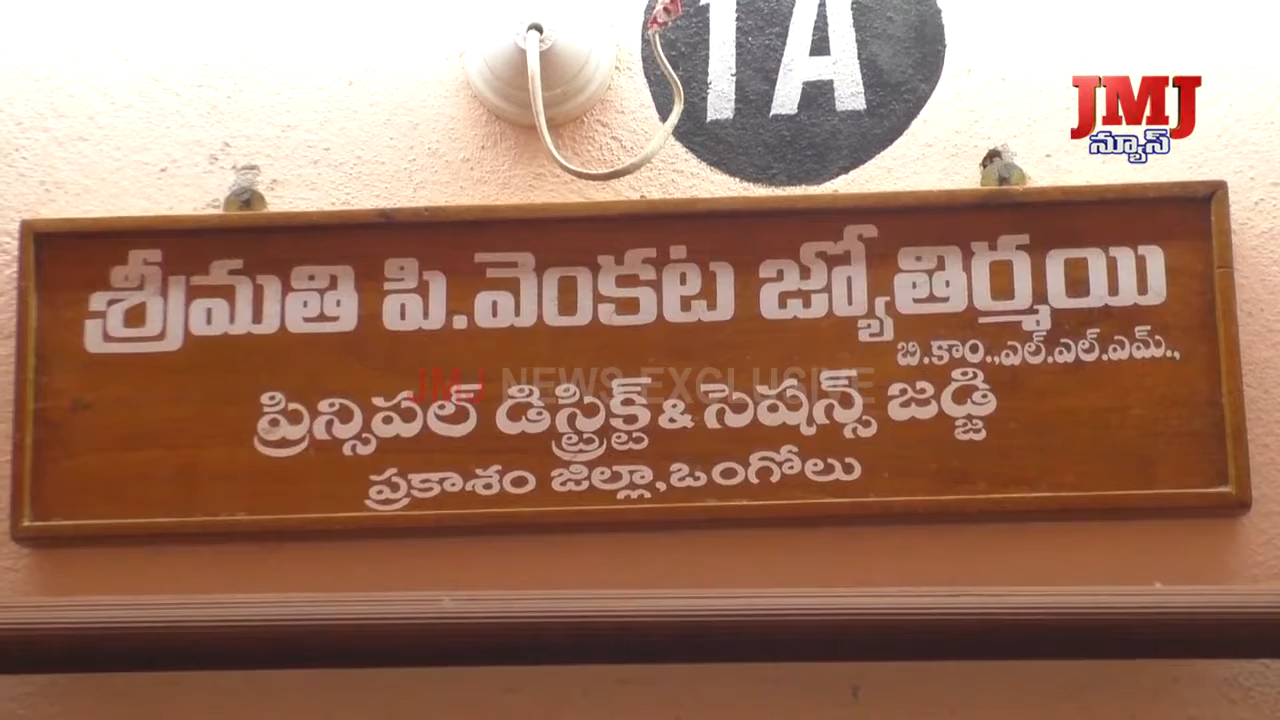 1A
JMJ
న్యూస్
శ్రీమతి పి.వెంకట జ్యోతిర్మయి
బి.కాం.,ఎల్.ఎల్.ఎమ్.,
JMJ NEWS EXCLUSIVE
ప్రిన్సిపల్ డిస్ట్రిక్ట్ & సెషన్స్ జడ్జి
ప్రకాశం జిల్లా,ఒంగోలు